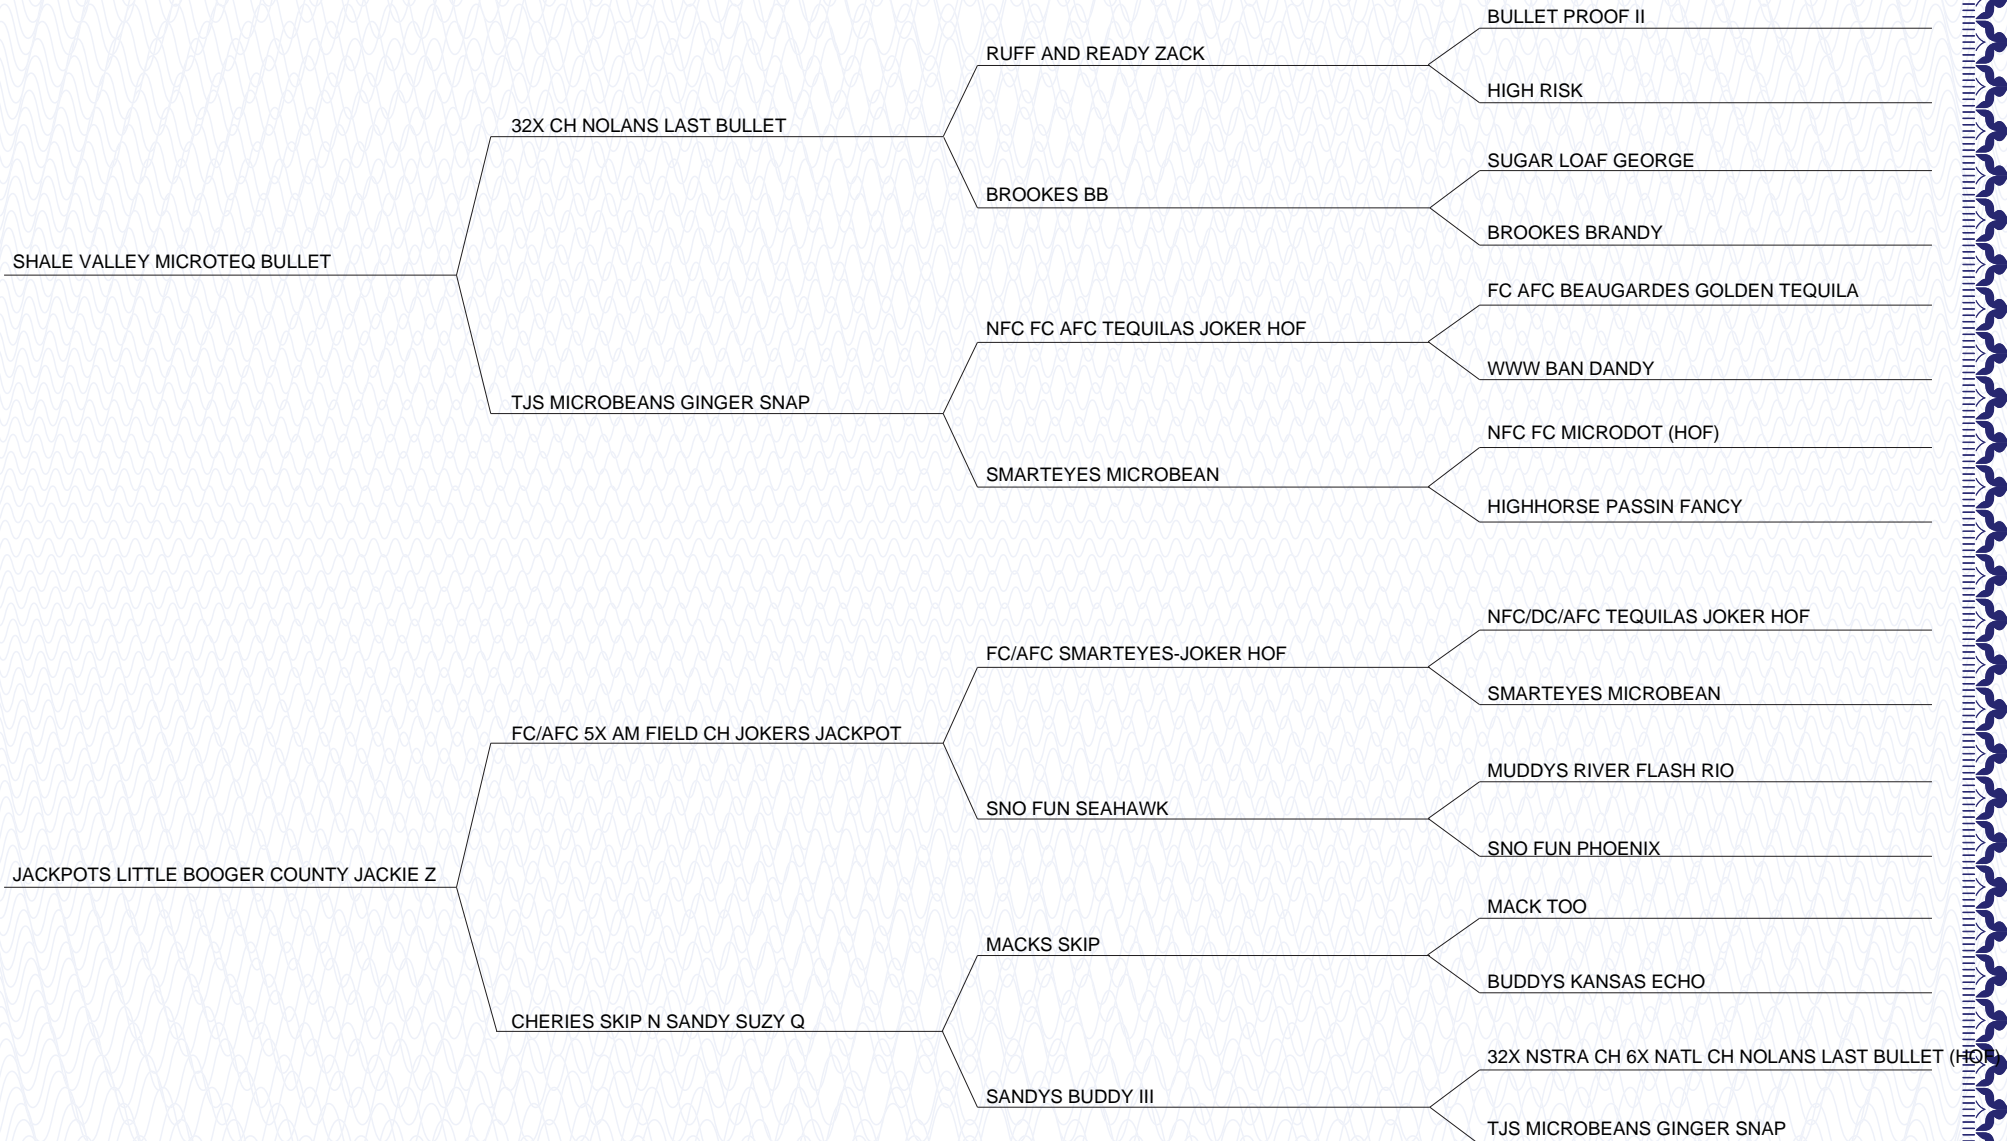 BULLET PROOF II
RUFF AND READY ZACK
HIGH RISK
32X CH NOLANS LAST BULLET
SUGAR LOAF GEORGE
BROOKES BB
BROOKES BRANDY
SHALE VALLEY MICROTEQ BULLET
FC AFC BEAUGARDES GOLDEN TEQUILA
NFC FC AFC TEQUILAS JOKER HOF
WWW BAN DANDY
TJS MICROBEANS GINGER SNAP
NFC FC MICRODOT (HOF)
SMARTEYES MICROBEAN
HIGHHORSE PASSIN FANCY
NFC/DC/AFC TEQUILAS JOKER HOF
FC/AFC SMARTEYES-JOKER HOF
SMARTEYES MICROBEAN
FC/AFC 5X AM FIELD CH JOKERS JACKPOT
MUDDYS RIVER FLASH RIO
SNO FUN SEAHAWK
SNO FUN PHOENIX
JACKPOTS LITTLE BOOGER COUNTY JACKIE Z
MACK TOO
MACKS SKIP
BUDDYS KANSAS ECHO
CHERIES SKIP N SANDY SUZY Q
32X NSTRA CH 6X NATL CH NOLANS LAST BULLET (HOF)
SANDYS BUDDY III
TJS MICROBEANS GINGER SNAP